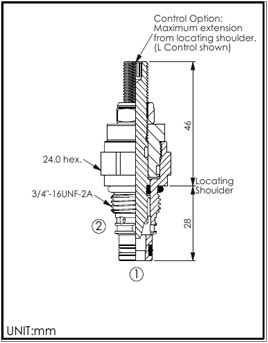 Control Option:
Maximum extension
from locating shoulder.
(L Control shown)
46
24.0 hex.
Locating
Shoulder
3/4"-16UNF-2A
28
2
1
UNIT:mm